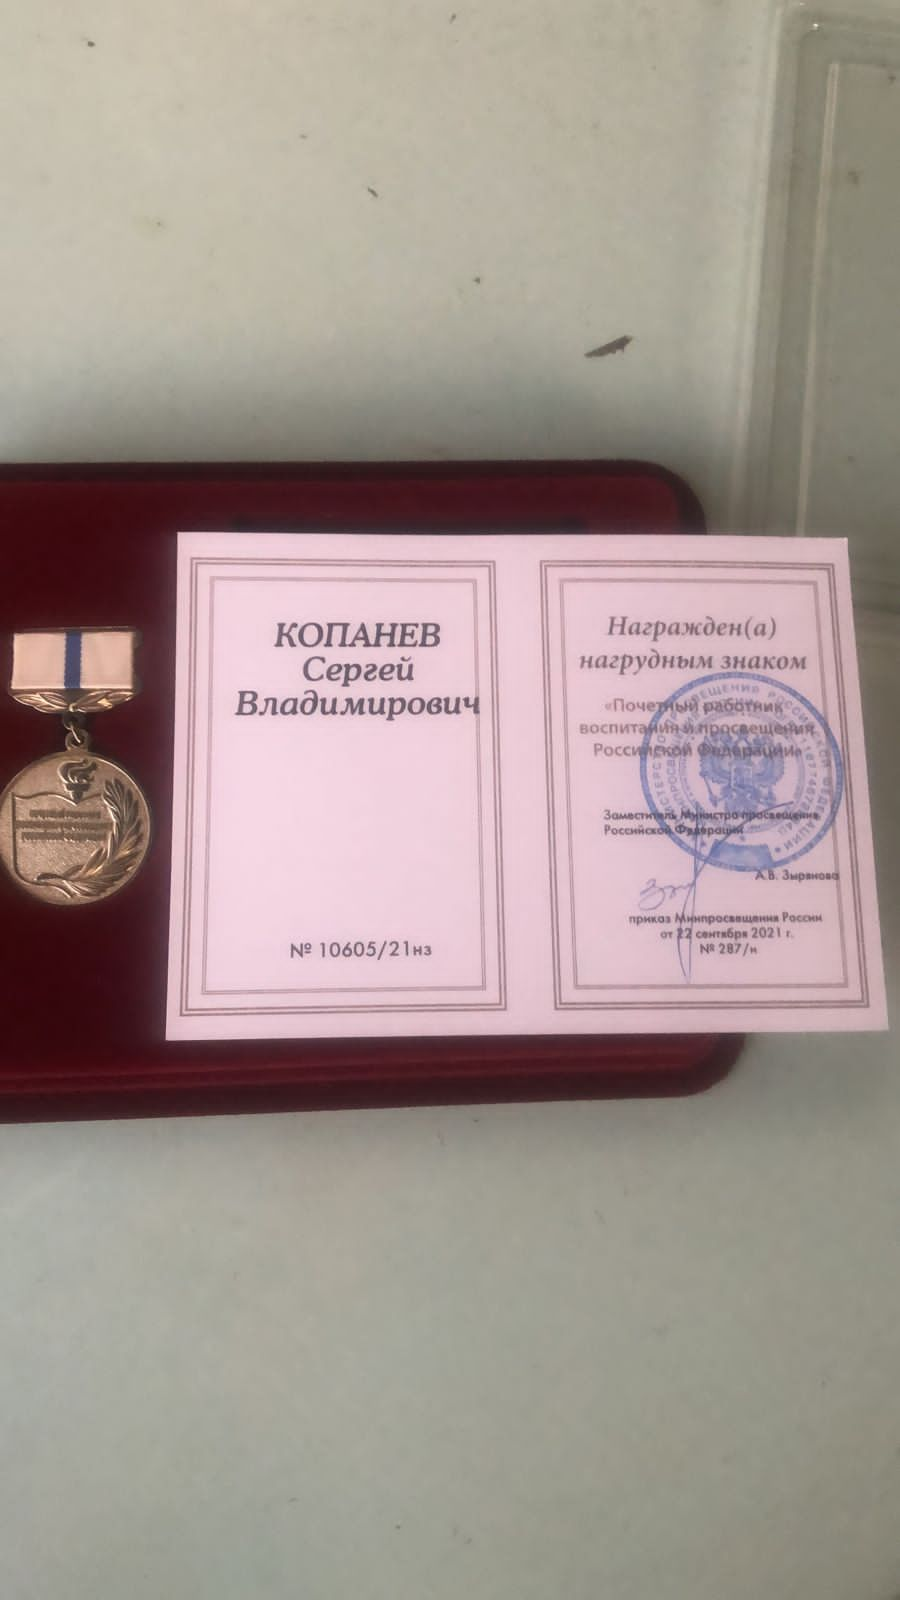 КОПАНЕВ
Сергей
Владимирович
№ 10605/21нз
Награжден(а)
нагрудным знаком
«Почетный работник
воспитания и просвещения
Российской Федерации»
Заместитель Министра просвещения
Российской Федерации
А.В. Зырянова
приказ Минпросвещения России
от 22 сентября 2021 г.
№ 287/н